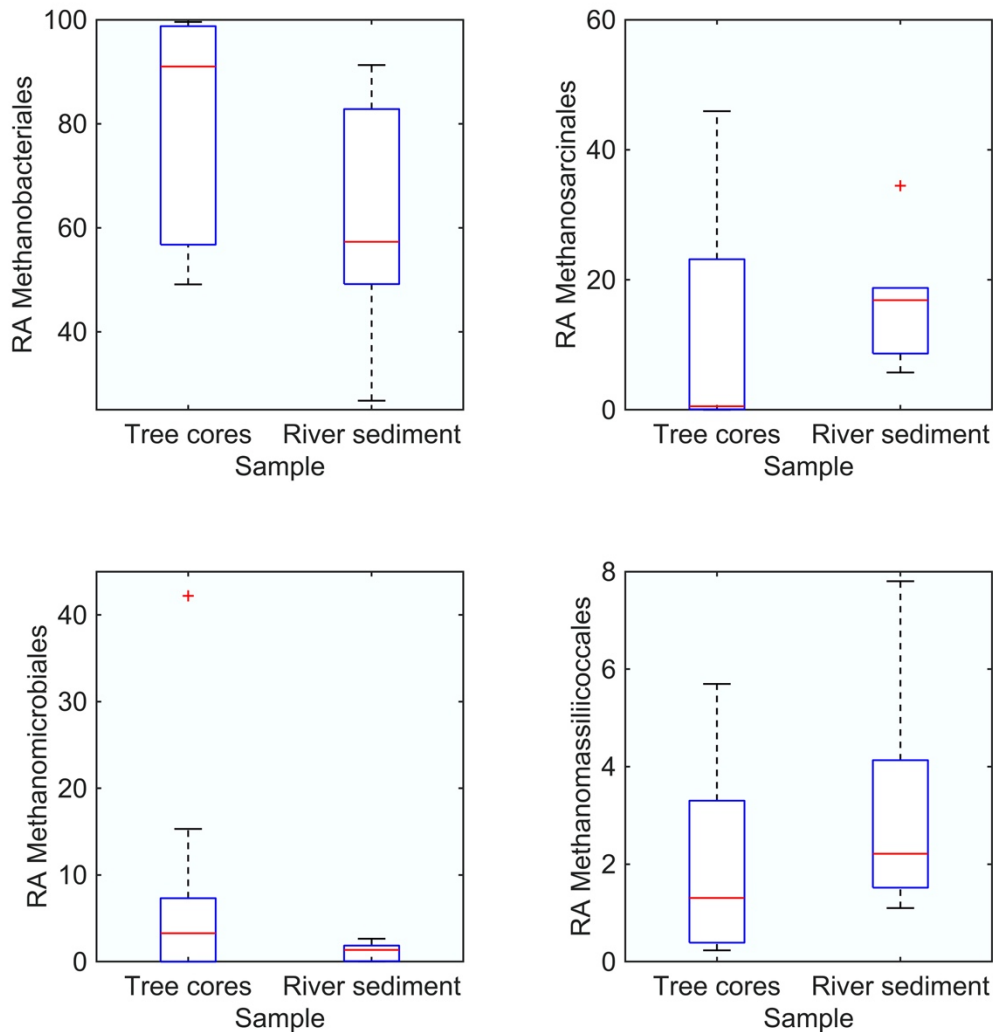 RA Methanobacteriales
100
80
60
40
Tree cores River sediment
Sample
RA Methanosarcinales
60
40
20
0
Tree cores River sediment
Sample
RA Methanomicrobiales
40
30
20
10
0
Tree cores River sediment
Sample
RA Methanomassiliicoccales
8
6
4
2
0
Tree cores River sediment
Sample